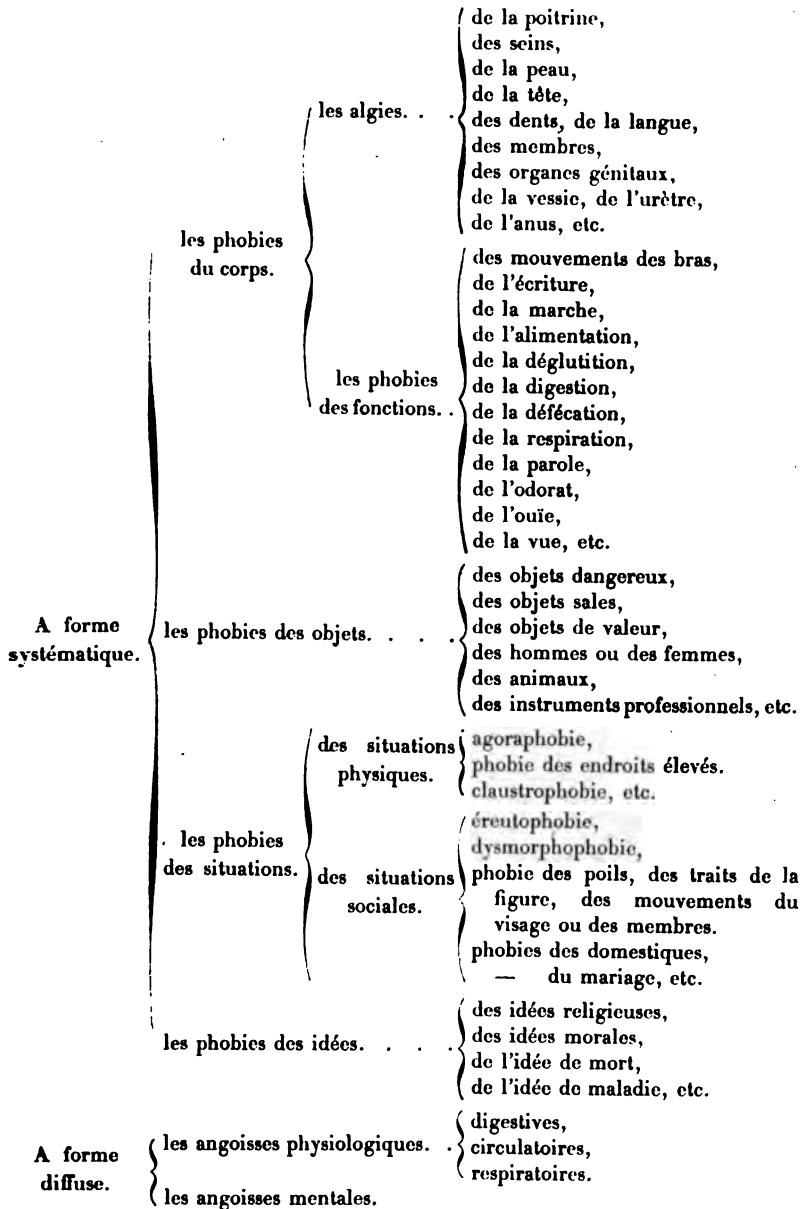 de la poitrine,
des seins,
de la peau,
de la tête,
les algies. . .
des dents, de la langue,
des membres,
des organes génitaux,
de la vessie, de l'urètre,
de l'anus, etc.
les phobies
du corps.
des mouvements des bras,
de l'écriture,
de la marche,
de l'alimentation,
de la déglutition,
les phobies
des fonctions. .
de la digestion,
de la défécation,
de la respiration,
de la parole,
de l'odorat,
de l'ouïe,
de la vue, etc.
A forme
systématique.
les phobies des objets. . . .
des objets dangereux,
des objets sales,
des objets de valeur,
des hommes ou des femmes,
des animaux,
des instruments professionnels, etc.
les phobies
des situations.
des situations
physiques.
agoraphobie,
phobie des endroits élevés.
claustrophobie, etc.
des situations
sociales.
éreutophobie,
dysmorphophobie,
phobie des poils, des traits de la
figure, des mouvements du
visage ou des membres.
phobies des domestiques,
— du mariage, etc.
les phobies des idées. . . .
des idées religieuses,
des idées morales,
de l'idée de mort,
de l'idée de maladie, etc.
A forme
diffuse.
les angoisses physiologiques. .
digestives,
circulatoires,
respiratoires.
les angoisses mentales.